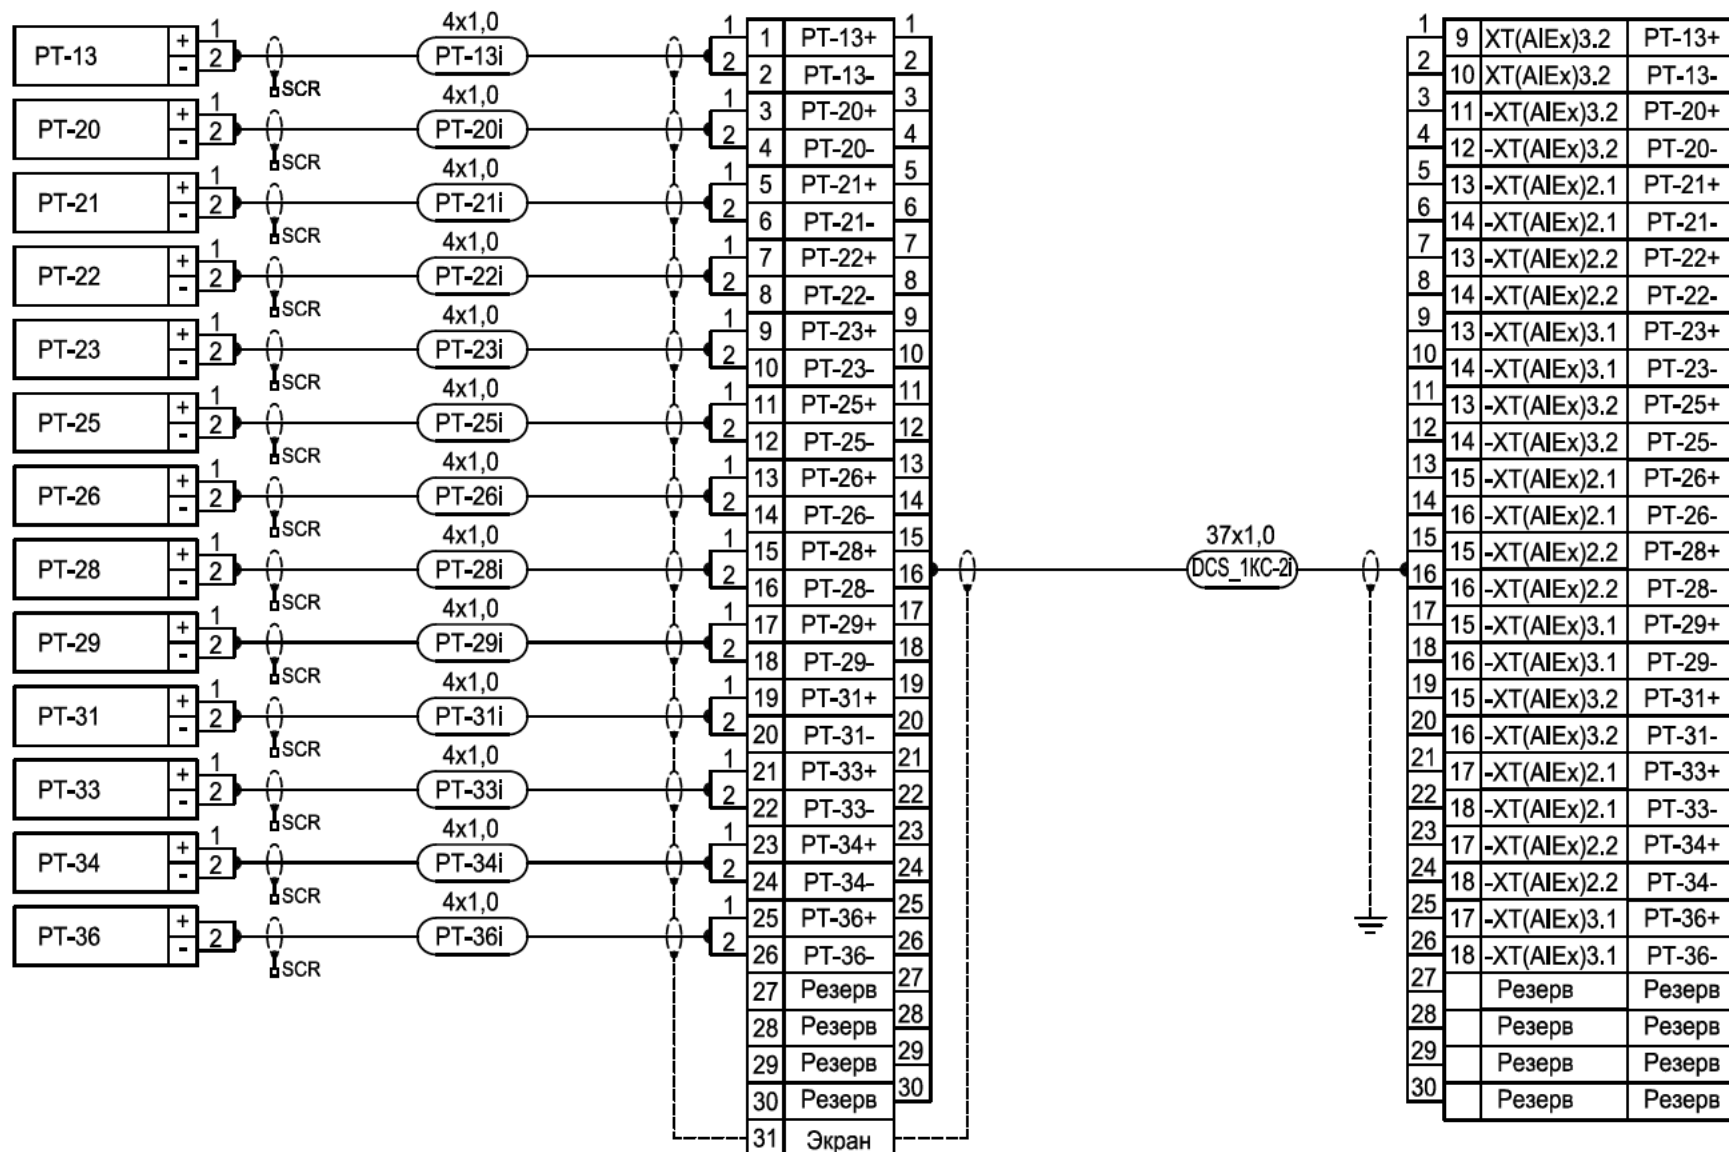 PT-13 + - 1 2 SCR 4x1,0 PT-13i 1 2
PT-20 + - 1 2 SCR 4x1,0 PT-20i 1 2
PT-21 + - 1 2 SCR 4x1,0 PT-21i 1 2
PT-22 + - 1 2 SCR 4x1,0 PT-22i 1 2
PT-23 + - 1 2 SCR 4x1,0 PT-23i 1 2
PT-25 + - 1 2 SCR 4x1,0 PT-25i 1 2
PT-26 + - 1 2 SCR 4x1,0 PT-26i 1 2
PT-28 + - 1 2 SCR 4x1,0 PT-28i 1 2
PT-29 + - 1 2 SCR 4x1,0 PT-29i 1 2
PT-31 + - 1 2 SCR 4x1,0 PT-31i 1 2
PT-33 + - 1 2 SCR 4x1,0 PT-33i 1 2
PT-34 + - 1 2 SCR 4x1,0 PT-34i 1 2
PT-36 + - 2 SCR 4x1,0 PT-36i 1 2
1 PT-13+ 1
2 PT-13- 2
3 PT-20+ 3
4 PT-20- 4
5 PT-21+ 5
6 PT-21- 6
7 PT-22+ 7
8 PT-22- 8
9 PT-23+ 9
10 PT-23- 10
11 PT-25+ 11
12 PT-25- 12
13 PT-26+ 13
14 PT-26- 14
15 PT-28+ 15
16 PT-28- 16
17 PT-29+ 17
18 PT-29- 18
19 PT-31+ 19
20 PT-31- 20
21 PT-33+ 21
22 PT-33- 22
23 PT-34+ 23
24 PT-34- 24
25 PT-36+ 25
26 PT-36- 26
27 Резерв 27
28 Резерв 28
29 Резерв 29
30 Резерв 30
31 Экран
37x1,0
DCS_1КС-2i
1 9 XT(AIEx)3.2 PT-13+
2 10 XT(AIEx)3.2 PT-13-
3 11 -XT(AIEx)3.2 PT-20+
4 12 -XT(AIEx)3.2 PT-20-
5 13 -XT(AIEx)2.1 PT-21+
6 14 -XT(AIEx)2.1 PT-21-
7 13 -XT(AIEx)2.2 PT-22+
8 14 -XT(AIEx)2.2 PT-22-
9 13 -XT(AIEx)3.1 PT-23+
10 14 -XT(AIEx)3.1 PT-23-
11 13 -XT(AIEx)3.2 PT-25+
12 14 -XT(AIEx)3.2 PT-25-
13 15 -XT(AIEx)2.1 PT-26+
14 16 -XT(AIEx)2.1 PT-26-
15 15 -XT(AIEx)2.2 PT-28+
16 16 -XT(AIEx)2.2 PT-28-
17 15 -XT(AIEx)3.1 PT-29+
18 16 -XT(AIEx)3.1 PT-29-
19 15 -XT(AIEx)3.2 PT-31+
20 16 -XT(AIEx)3.2 PT-31-
21 17 -XT(AIEx)2.1 PT-33+
22 18 -XT(AIEx)2.1 PT-33-
23 17 -XT(AIEx)2.2 PT-34+
24 18 -XT(AIEx)2.2 PT-34-
25 17 -XT(AIEx)3.1 PT-36+
26 18 -XT(AIEx)3.1 PT-36-
27 Резерв Резерв
28 Резерв Резерв
29 Резерв Резерв
30 Резерв Резерв